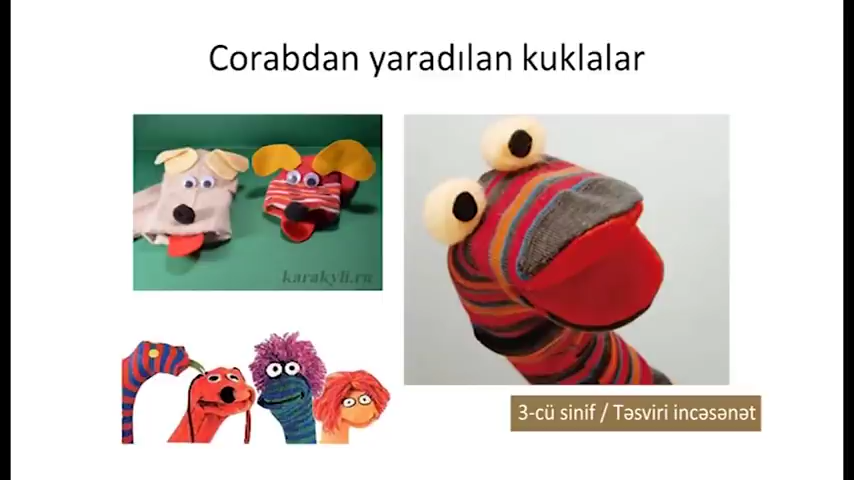 Corabdan yaradılan kuklalar
karakyli.ru
3-cü sinif / Təsviri incəsənət